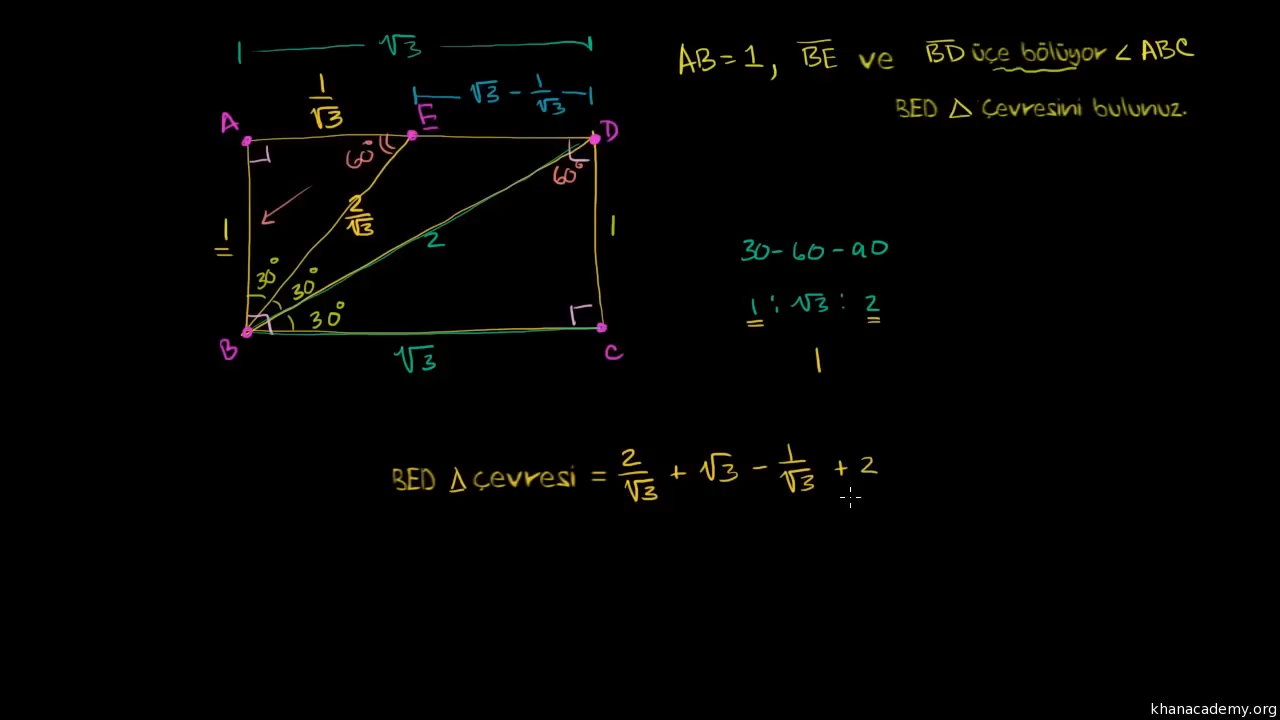 √3
AB = 1, BE ve BD üçe bölüyor ∠ ABC
BED △ çevresini bulunuz.
1/√3
√3 − 1/√3
A
E
D
60°
60°
1
2/√3
2
1
30°
30°
30°
B
√3
C
30-60-90
1 : √3 : 2
1
BED △ çevresi = 2/√3 + √3 − 1/√3 + 2
khanacademy.org